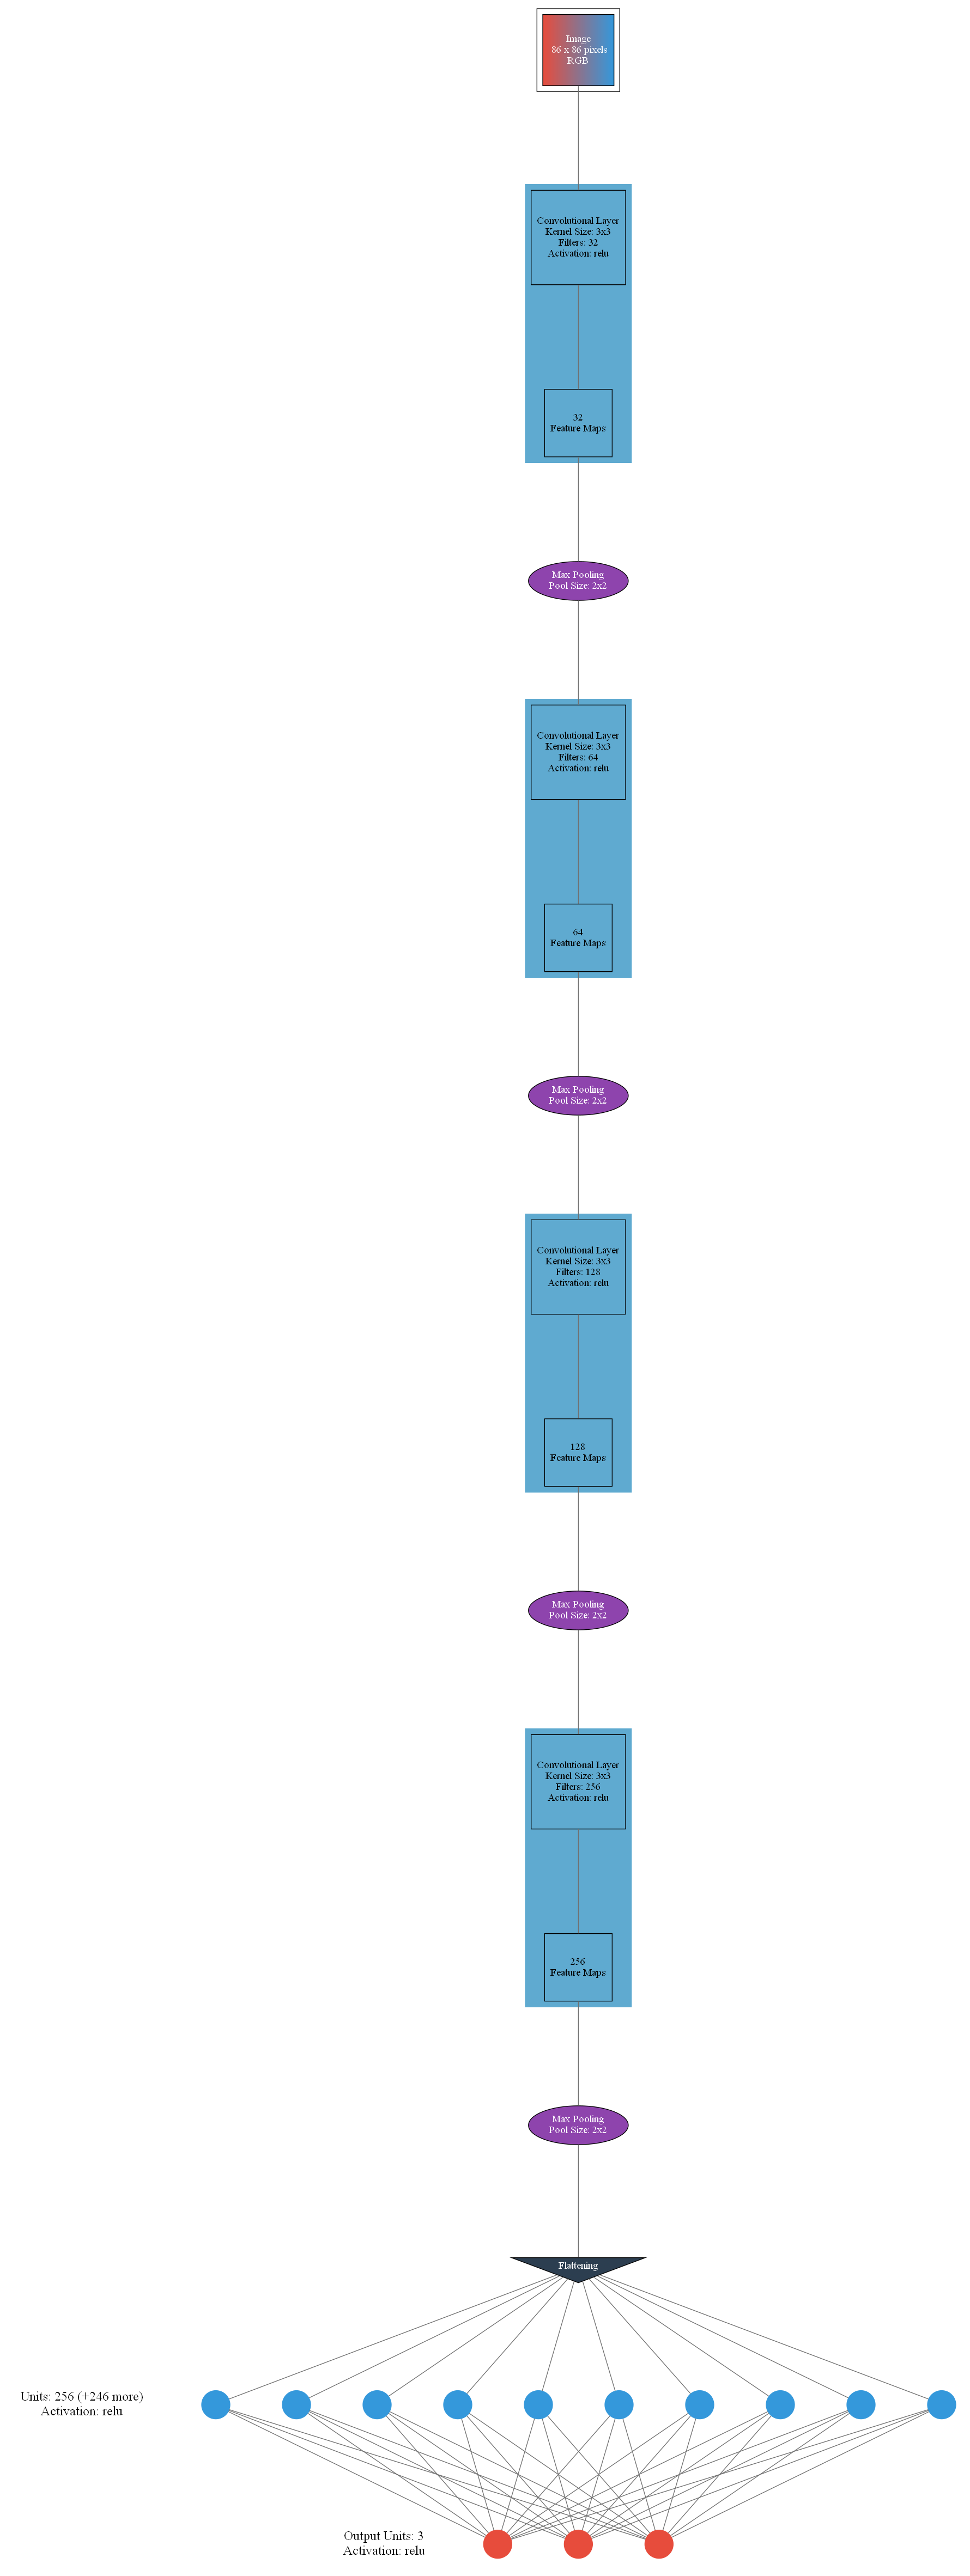 Image
86 x 86 pixels
RGB
Convolutional Layer
Kernel Size: 3x3
Filters: 32
Activation: relu
32
Feature Maps
Max Pooling
Pool Size: 2x2
Convolutional Layer
Kernel Size: 3x3
Filters: 64
Activation: relu
64
Feature Maps
Max Pooling
Pool Size: 2x2
Convolutional Layer
Kernel Size: 3x3
Filters: 128
Activation: relu
128
Feature Maps
Max Pooling
Pool Size: 2x2
Convolutional Layer
Kernel Size: 3x3
Filters: 256
Activation: relu
256
Feature Maps
Max Pooling
Pool Size: 2x2
Flattening
Units: 256 (+246 more)
Activation: relu
Output Units: 3
Activation: relu